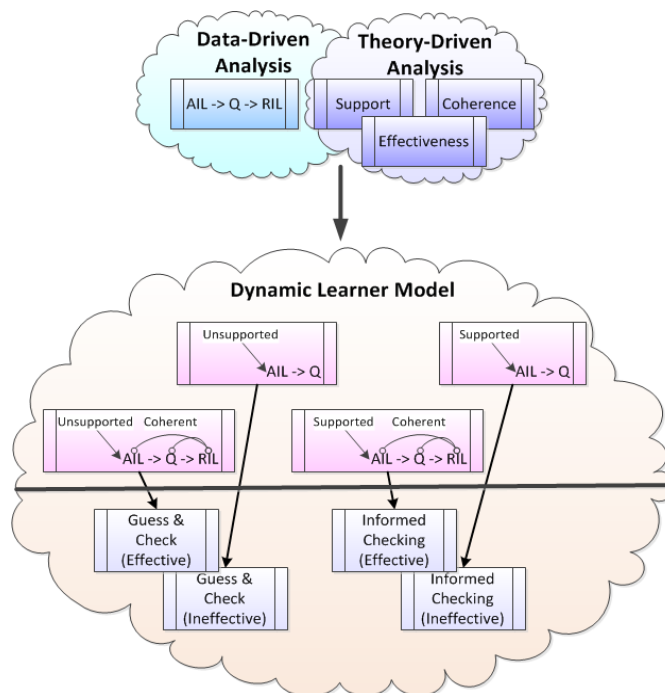 Data-Driven
Analysis
AIL -> Q -> RIL
Theory-Driven
Analysis
Support
Coherence
Effectiveness
Dynamic Learner Model
Unsupported
AIL -> Q
Supported
AIL -> Q
Unsupported Coherent
AIL -> Q -> RIL
Supported Coherent
AIL -> Q -> RIL
Guess &
Check
(Effective)
Guess &
Check
(Ineffective)
Informed
Checking
(Effective)
Informed
Checking
(Ineffective)